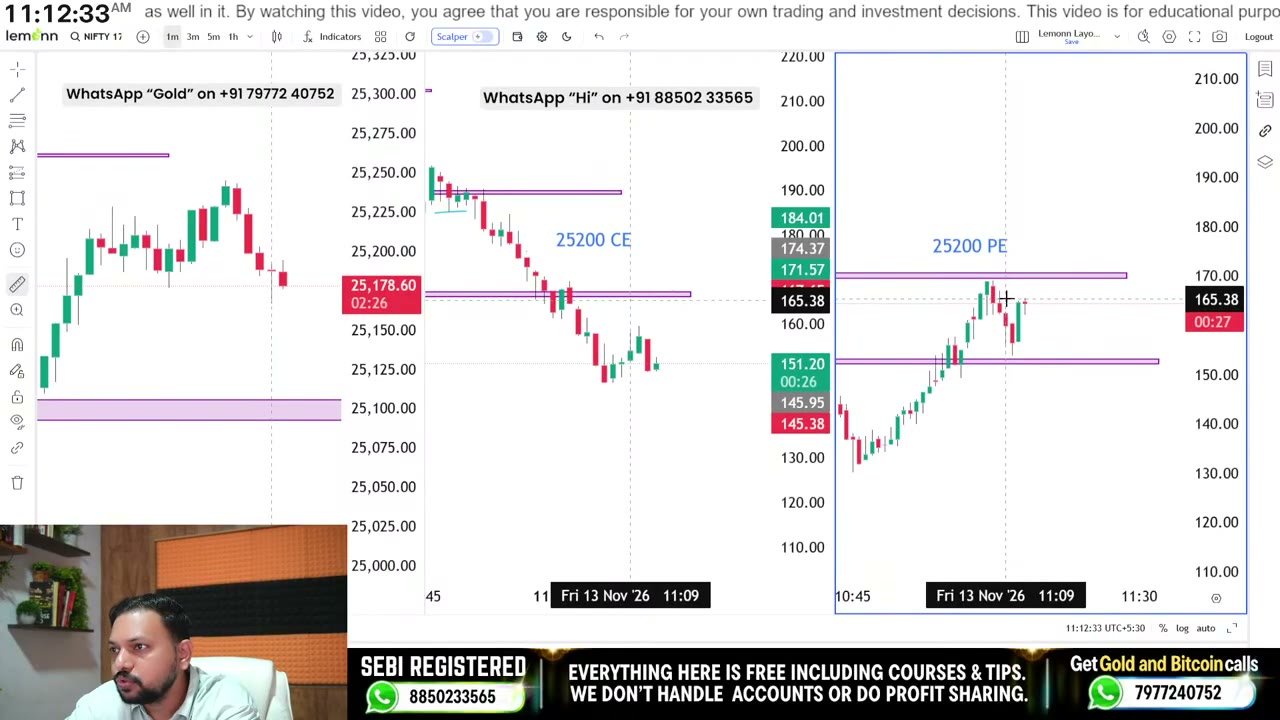 11:12:33 AM
as well in it. By watching this video, you agree that you are responsible for your own trading and investment decisions. This video is for educational purpo
lemonn
NIFTY 17
1m 3m 5m 1h
Indicators
Scalper
Lemonn Layo...
Save
Logout
WhatsApp “Gold” on +91 79772 40752
25,325.00
25,300.00
25,275.00
25,250.00
25,225.00
25,200.00
25,178.60
02:26
25,150.00
25,125.00
25,100.00
25,075.00
25,050.00
25,025.00
25,000.00
WhatsApp “Hi” on +91 88502 33565
25200 CE
220.00
210.00
200.00
190.00
184.01
180.00
174.37
171.57
165.38
160.00
151.20
00:26
145.95
145.38
130.00
120.00
110.00
:45
11
Fri 13 Nov '26 11:09
25200 PE
210.00
200.00
190.00
180.00
170.00
165.38
00:27
150.00
140.00
130.00
120.00
110.00
10:45
Fri 13 Nov '26 11:09
11:30
11:12:33 UTC+5:30 % log auto
SEBI REGISTERED
8850233565
EVERYTHING HERE IS FREE INCLUDING COURSES & TIPS.
WE DON'T HANDLE ACCOUNTS OR DO PROFIT SHARING.
Get Gold and Bitcoin calls
7977240752